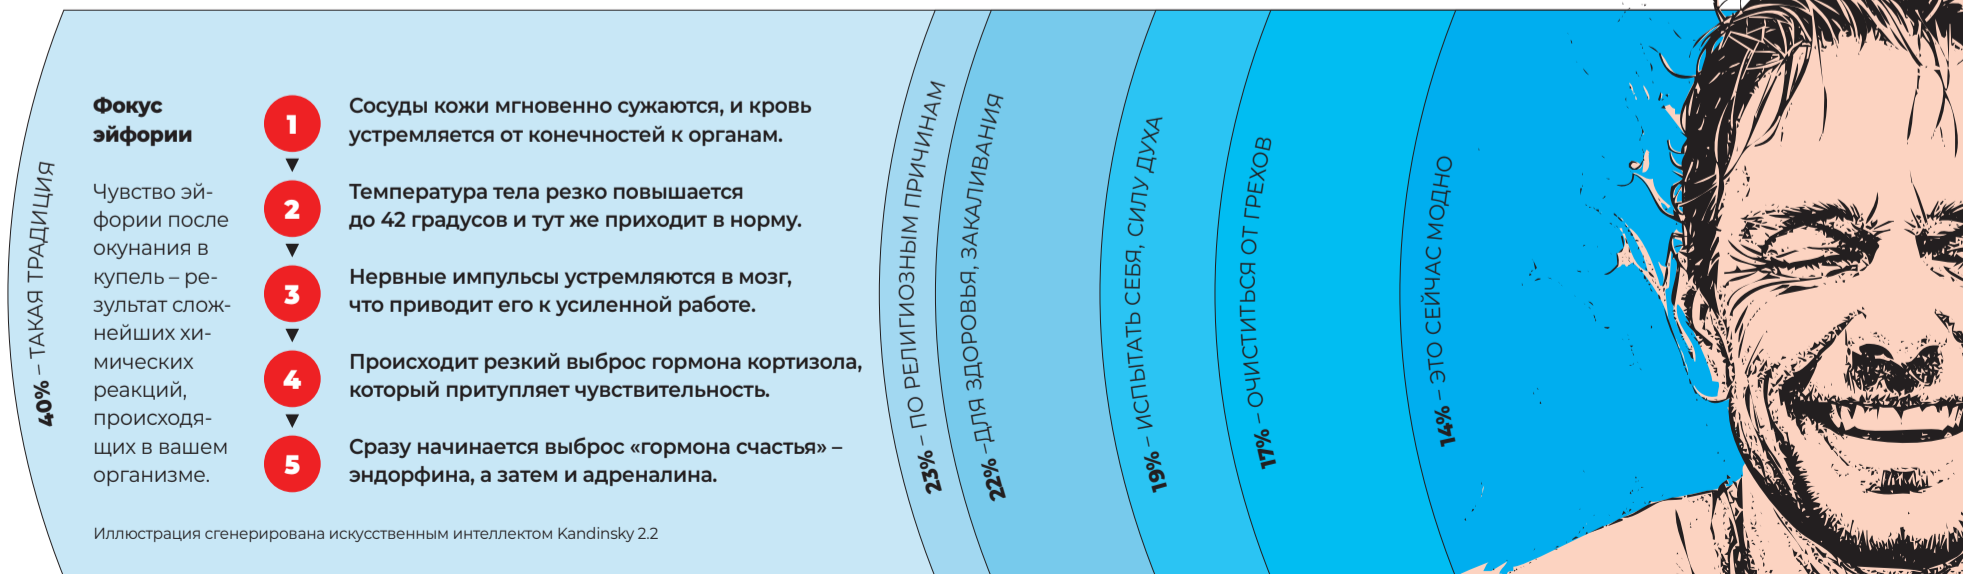 40% – ТАКАЯ ТРАДИЦИЯ
Фокус
эйфории
Чувство эй-
фории после
окунания в
купель – ре-
зультат слож-
нейших хи-
мических
реакций,
происходя-
щих в вашем
организме.
1
Сосуды кожи мгновенно сужаются, и кровь
устремляется от конечностей к органам.
2
Температура тела резко повышается
до 42 градусов и тут же приходит в норму.
3
Нервные импульсы устремляются в мозг,
что приводит его к усиленной работе.
4
Происходит резкий выброс гормона кортизола,
который притупляет чувствительность.
5
Сразу начинается выброс «гормона счастья» –
эндорфина, а затем и адреналина.
Иллюстрация сгенерирована искусственным интеллектом Kandinsky 2.2
23% – ПО РЕЛИГИОЗНЫМ ПРИЧИНАМ
22% –ДЛЯ ЗДОРОВЬЯ, ЗАКАЛИВАНИЯ
19% – ИСПЫТАТЬ СЕБЯ, СИЛУ ДУХА
17% – ОЧИСТИТЬСЯ ОТ ГРЕХОВ
14% – ЭТО СЕЙЧАС МОДНО